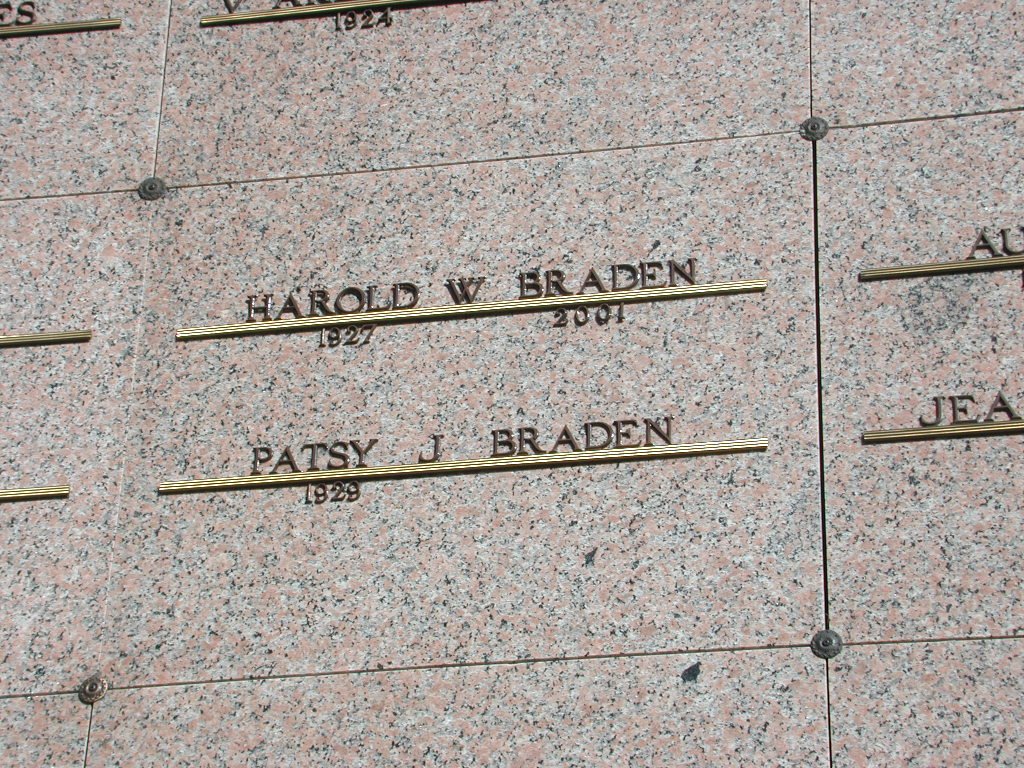 1924
HAROLD W BRADEN
1927 2001
PATSY J BRADEN
1929